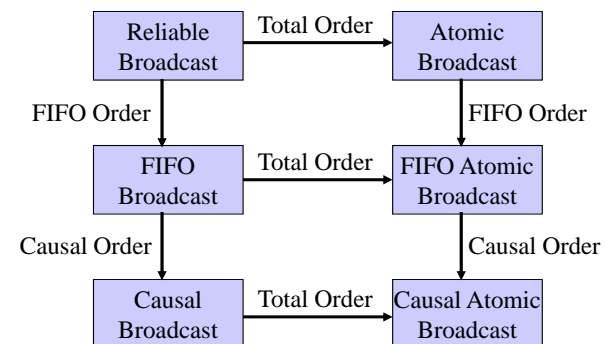 Reliable
Broadcast
Total Order
Atomic
Broadcast
FIFO Order
FIFO Order
FIFO
Broadcast
Total Order
FIFO Atomic
Broadcast
Causal Order
Causal Order
Causal
Broadcast
Total Order
Causal Atomic
Broadcast